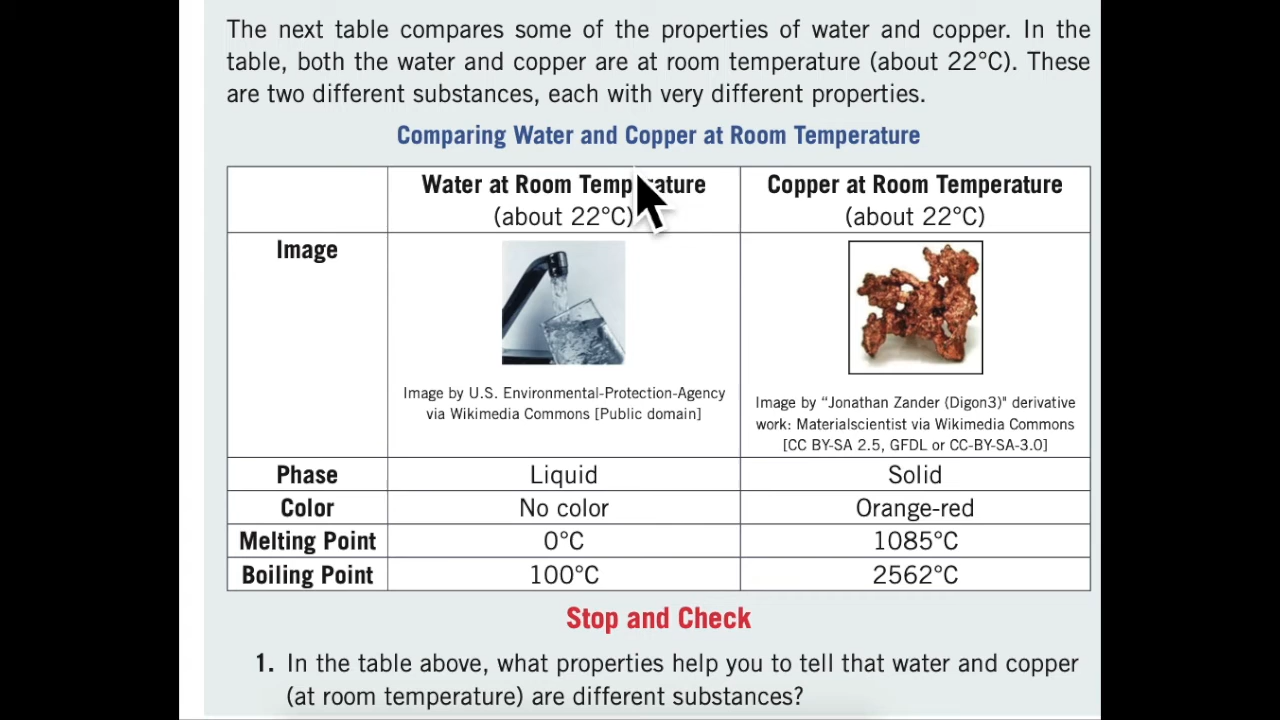 The next table compares some of the properties of water and copper. In the
table, both the water and copper are at room temperature (about 22°C). These
are two different substances, each with very different properties.
Comparing Water and Copper at Room Temperature
Water at Room Temperature
(about 22°C)
Copper at Room Temperature
(about 22°C)
Image
Image by U.S. Environmental-Protection-Agency
via Wikimedia Commons [Public domain]
Image by “Jonathan Zander (Digon3)" derivative
work: Materialscientist via Wikimedia Commons
[CC BY-SA 2.5, GFDL or CC-BY-SA-3.0]
Phase Liquid Solid
Color No color Orange-red
Melting Point 0°C 1085°C
Boiling Point 100°C 2562°C
Stop and Check
1. In the table above, what properties help you to tell that water and copper
(at room temperature) are different substances?